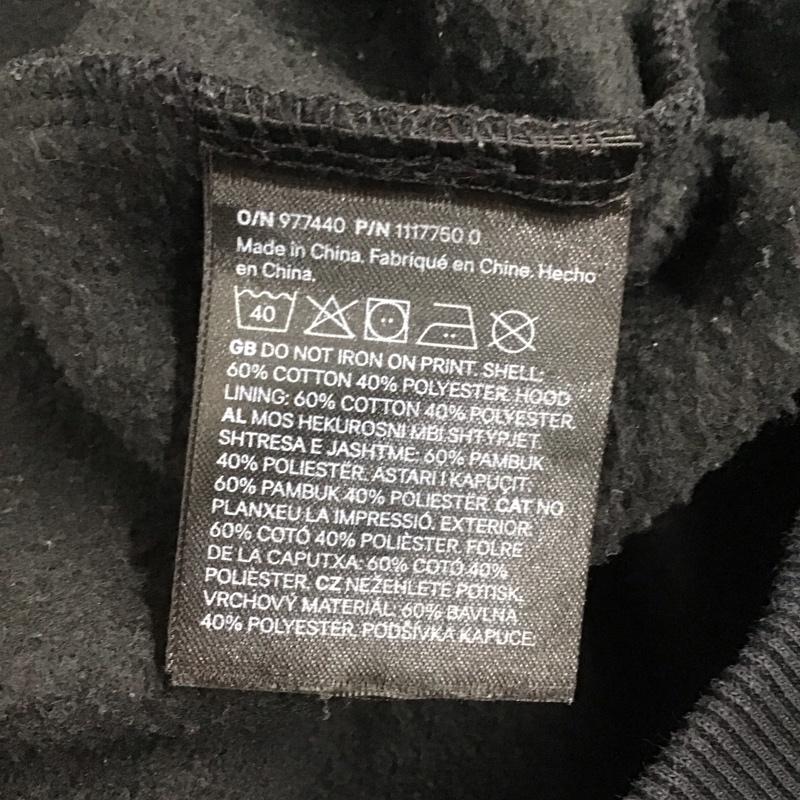 O/N 977440 P/N 1117750 0
Made in China. Fabriqué en Chine. Hecho
en China.
40
GB DO NOT IRON ON PRINT. SHELL:
60% COTTON 40% POLYESTER. HOOD
LINING: 60% COTTON 40% POLYESTER.
AL MOS HEKUROSNI MBI SHTYPJET.
SHTRESA E JASHTME: 60% PAMBUK
40% POLIESTËR. ASTARI I KAPUÇIT:
60% PAMBUK 40% POLIESTËR. CAT NO
PLANXEU LA IMPRESSIÓ. EXTERIOR:
60% COTÓ 40% POLIÈSTER. FOLRE
DE LA CAPUTXA: 60% COTÓ 40%
POLIÈSTER. CZ NEŽEHLETE POTISK.
VRCHOVÝ MATERIÁL: 60% BAVLNA
40% POLYESTER. PODŠÍVKA KAPUCE: